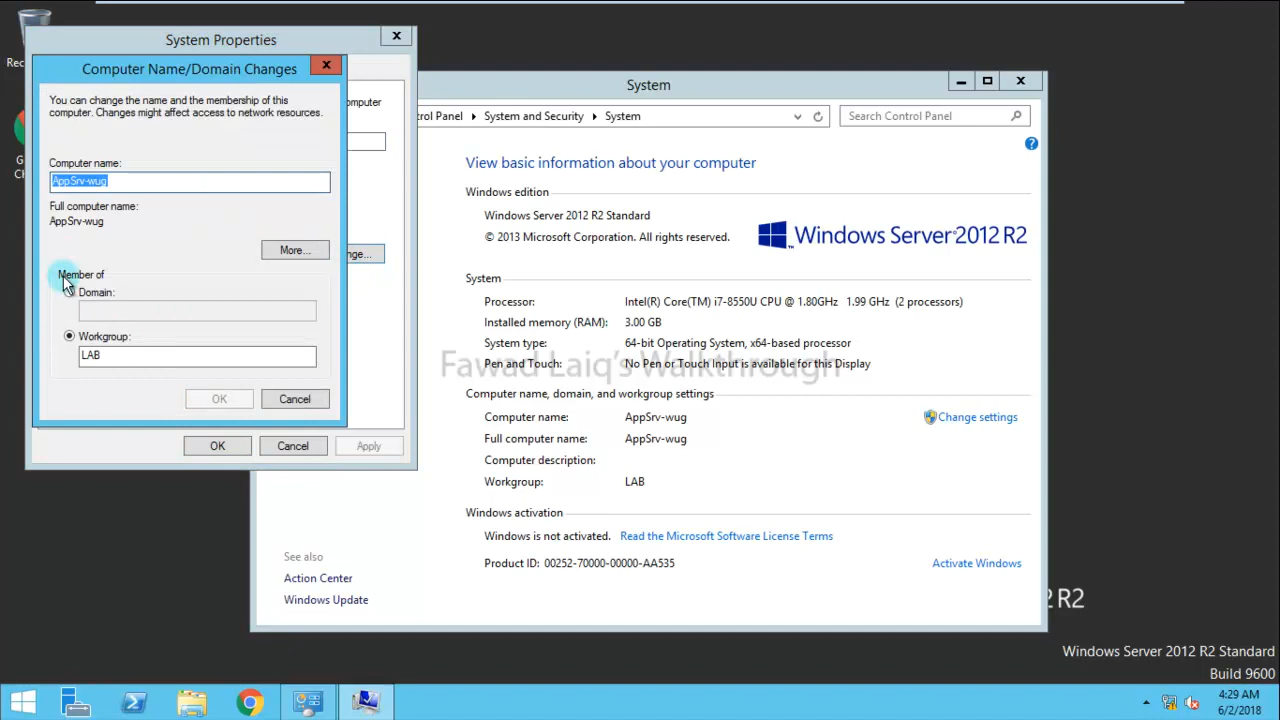 System Properties
Computer Name/Domain Changes
You can change the name and the membership of this
computer. Changes might affect access to network resources.
Computer name:
AppSrv-wug
Full computer name:
AppSrv-wug
More...
Member of
Domain:
Workgroup:
LAB
OK
Cancel
OK
Cancel
Apply
System
System and Security
System
Search Control Panel
View basic information about your computer
Windows edition
Windows Server 2012 R2 Standard
© 2013 Microsoft Corporation. All rights reserved.
Windows Server 2012 R2
System
Processor: Intel(R) Core(TM) i7-8550U CPU @ 1.80GHz 1.99 GHz (2 processors)
Installed memory (RAM): 3.00 GB
System type: 64-bit Operating System, x64-based processor
Pen and Touch: No Pen or Touch Input is available for this Display
Fawad Laiq's Walkthrough
Computer name, domain, and workgroup settings
Computer name: AppSrv-wug
Change settings
Full computer name: AppSrv-wug
Computer description:
Workgroup: LAB
Windows activation
Windows is not activated. Read the Microsoft Software License Terms
Product ID: 00252-70000-00000-AA535
Activate Windows
See also
Action Center
Windows Update
R2
Windows Server 2012 R2 Standard
Build 9600
4:29 AM
6/2/2018